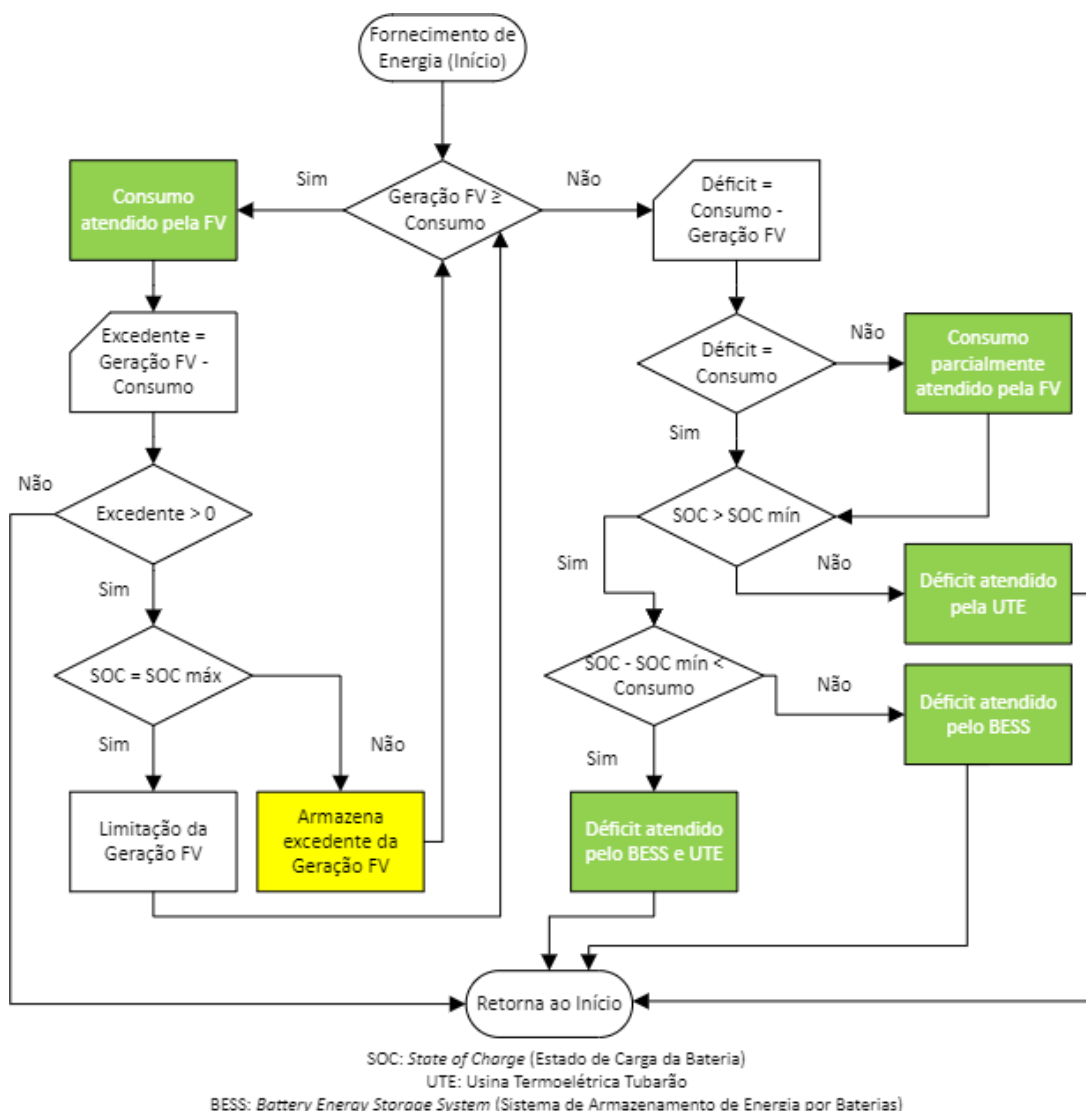 Fornecimento de
Energia (Início)
Sim
Geração FV ≥
Consumo
Não
Consumo
atendido pela FV
Déficit =
Consumo -
Geração FV
Excedente =
Geração FV -
Consumo
Déficit =
Consumo
Não
Consumo
parcialmente
atendido pela FV
Sim
Não
Excedente > 0
SOC > SOC mín
Sim
Sim
Não
Déficit atendido
pela UTE
SOC = SOC máx
SOC - SOC mín <
Consumo
Não
Déficit atendido
pelo BESS
Sim
Não
Sim
Limitação da
Geração FV
Armazena
excedente da
Geração FV
Déficit atendido
pelo BESS e UTE
Retorna ao Início
SOC: State of Charge (Estado de Carga da Bateria)
UTE: Usina Termoelétrica Tubarão
BESS: Battery Energy Storage System (Sistema de Armazenamento de Energia por Baterias)